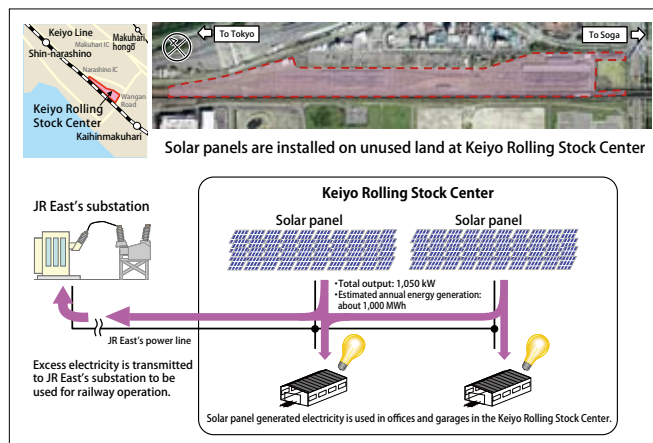 Keiyo Line
Shin-narashino
Makuhari IC
Makuhari
hongo
Narashino IC
Wangan
Road
Keiyo Rolling
Stock Center
Kaihinmakuhari
To Tokyo
To Soga
Solar panels are installed on unused land at Keiyo Rolling Stock Center
Keiyo Rolling Stock Center
JR East's substation
Solar panel
Solar panel
•Total output: 1,050 kW
•Estimated annual energy generation:
about 1,000 MWh
JR East's power line
Excess electricity is transmitted
to JR East's substation to be
used for railway operation.
Solar panel generated electricity is used in offices and garages in the Keiyo Rolling Stock Center.